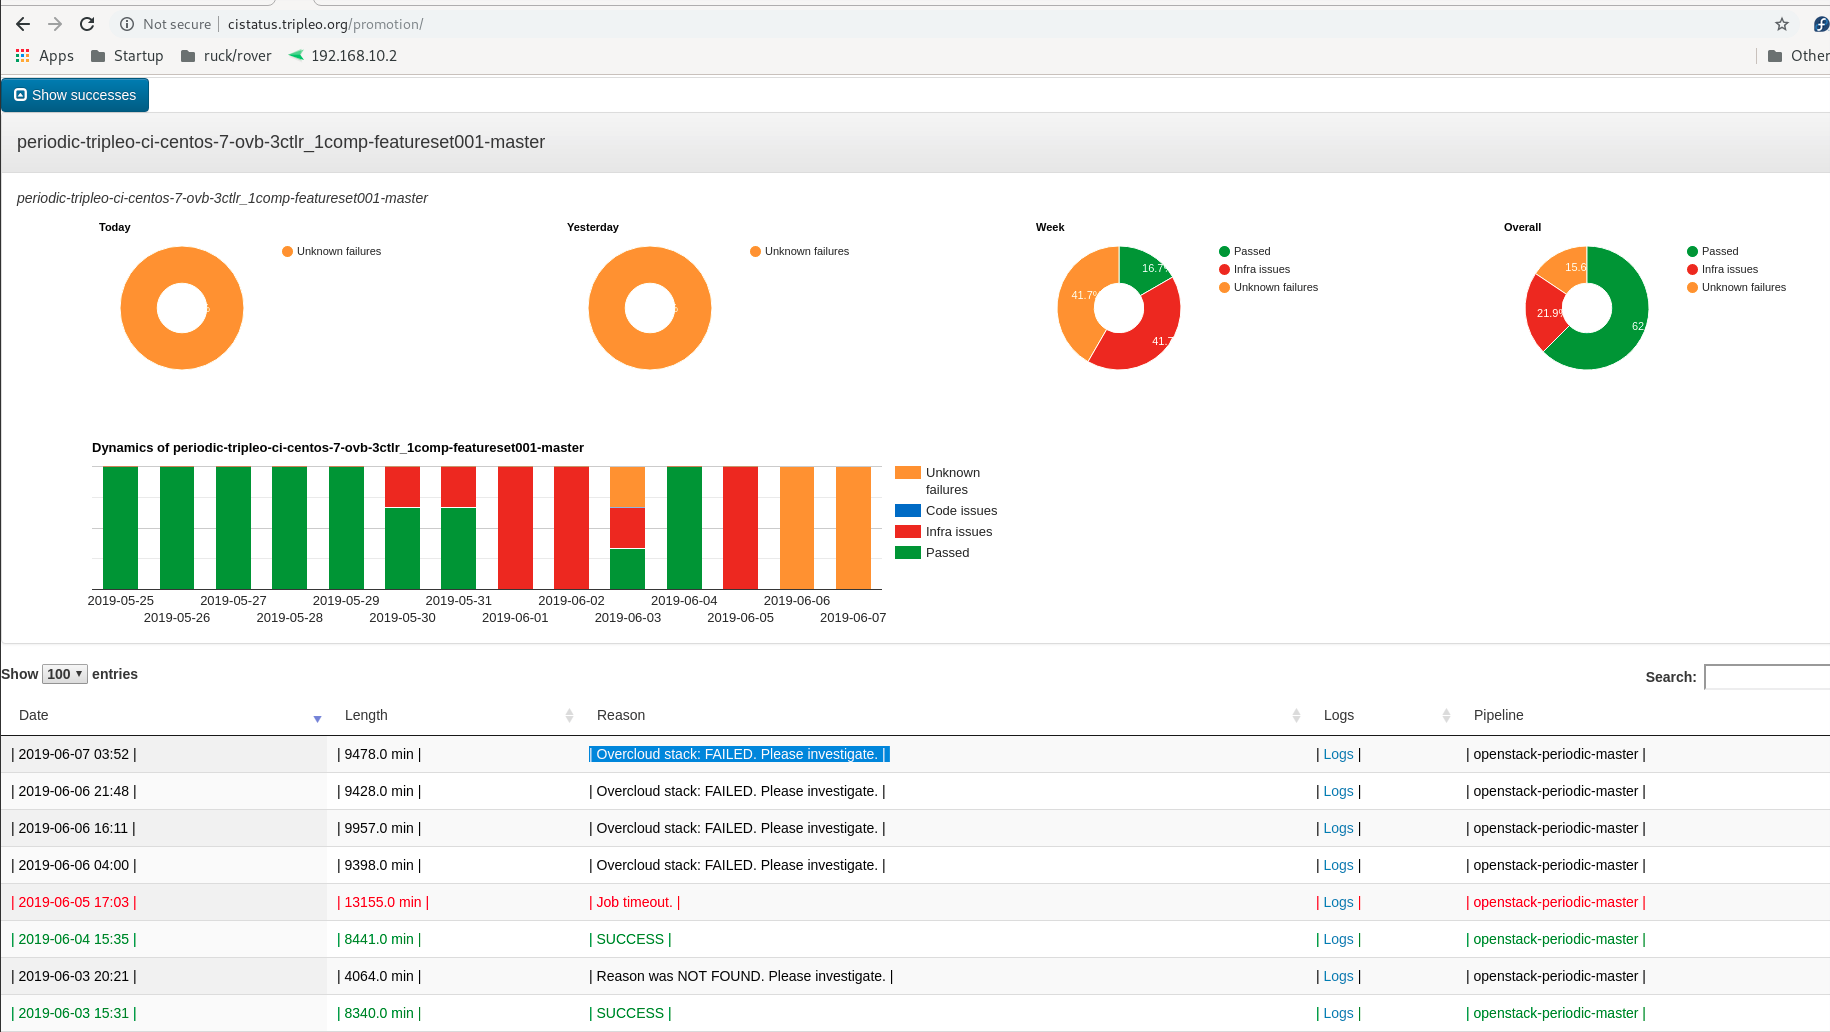 Not secure | cistatus.tripleo.org/promotion/
Apps Startup ruck/rover 192.168.10.2 Other
Show successes
periodic-tripleo-ci-centos-7-ovb-3ctlr_1comp-featureset001-master
periodic-tripleo-ci-centos-7-ovb-3ctlr_1comp-featureset001-master
Today
Unknown failures
Yesterday
Unknown failures
Week
Passed
Infra issues
Unknown failures
16.7%
41.7%
41.7
Overall
Passed
Infra issues
Unknown failures
15.6
21.9%
62
Dynamics of periodic-tripleo-ci-centos-7-ovb-3ctlr_1comp-featureset001-master
Unknown
failures
Code issues
Infra issues
Passed
2019-05-25 2019-05-27 2019-05-29 2019-05-31 2019-06-02 2019-06-04 2019-06-06
2019-05-26 2019-05-28 2019-05-30 2019-06-01 2019-06-03 2019-06-05 2019-06-07
Show 100 entries
Search:
Date Length Reason Logs Pipeline
| 2019-06-07 03:52 | | 9478.0 min | | Overcloud stack: FAILED. Please investigate. | | Logs | | openstack-periodic-master |
| 2019-06-06 21:48 | | 9428.0 min | | Overcloud stack: FAILED. Please investigate. | | Logs | | openstack-periodic-master |
| 2019-06-06 16:11 | | 9957.0 min | | Overcloud stack: FAILED. Please investigate. | | Logs | | openstack-periodic-master |
| 2019-06-06 04:00 | | 9398.0 min | | Overcloud stack: FAILED. Please investigate. | | Logs | | openstack-periodic-master |
| 2019-06-05 17:03 | | 13155.0 min | | Job timeout. | | Logs | | openstack-periodic-master |
| 2019-06-04 15:35 | | 8441.0 min | | SUCCESS | | Logs | | openstack-periodic-master |
| 2019-06-03 20:21 | | 4064.0 min | | Reason was NOT FOUND. Please investigate. | | Logs | | openstack-periodic-master |
| 2019-06-03 15:31 | | 8340.0 min | | SUCCESS | | Logs | | openstack-periodic-master |